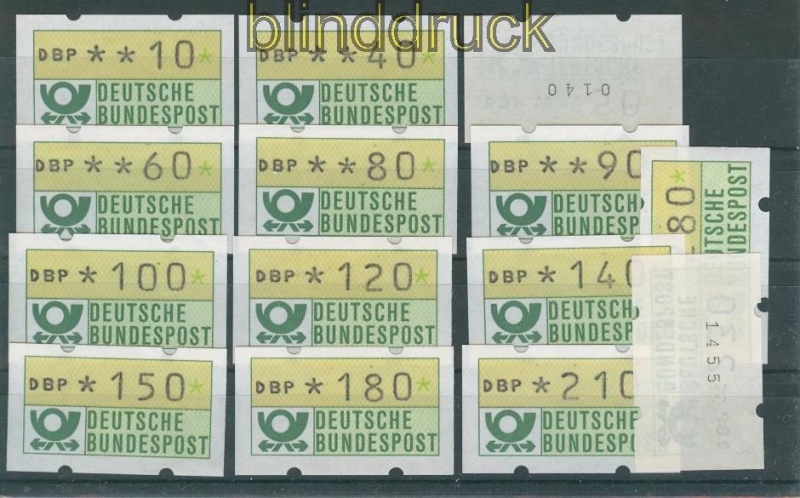 blinddruck
DBP **10*
DEUTSCHE
BUNDESPOST
DBP **40*
DEUTSCHE
BUNDESPOST
0140
DBP **60*
DEUTSCHE
BUNDESPOST
DBP **80*
DEUTSCHE
BUNDESPOST
DBP **90
DEUTSCHE
BUNDESPOST
80
DEUTSCHE
BUNDESPOST
DBP *100*
DEUTSCHE
BUNDESPOST
DBP *120*
DEUTSCHE
BUNDESPOST
DBP *140
DEUTSCHE
BUNDESPOST
DBP *150*
DEUTSCHE
BUNDESPOST
DBP *180*
DEUTSCHE
BUNDESPOST
DBP *210
DEUTSCHE
BUNDESPOST
1455